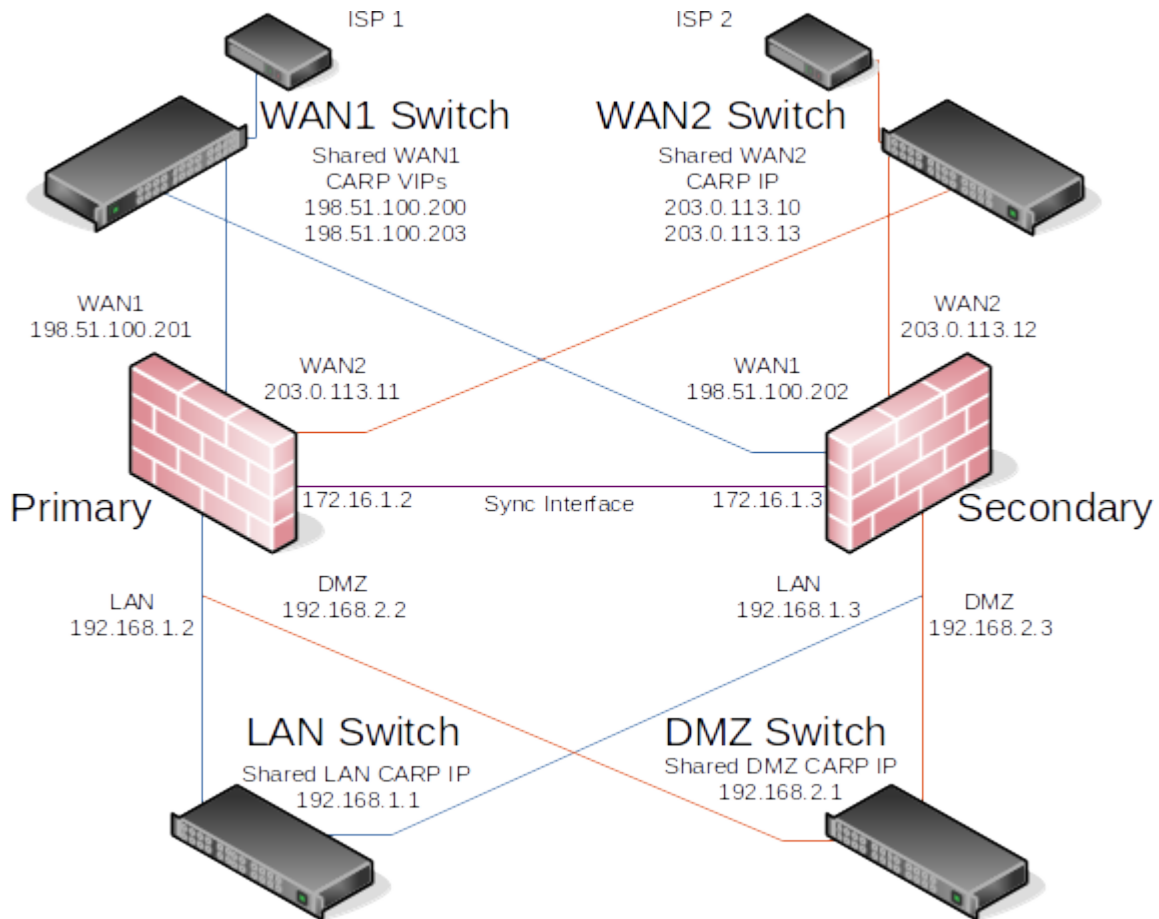 ISP 1
ISP 2
WAN1 Switch
Shared WAN1
CARP VIPs
198.51.100.200
198.51.100.203
WAN2 Switch
Shared WAN2
CARP IP
203.0.113.10
203.0.113.13
WAN1
198.51.100.201
WAN2
203.0.113.11
WAN1
198.51.100.202
WAN2
203.0.113.12
Primary
172.16.1.2
Sync Interface
172.16.1.3
Secondary
LAN
192.168.1.2
DMZ
192.168.2.2
LAN
192.168.1.3
DMZ
192.168.2.3
LAN Switch
Shared LAN CARP IP
192.168.1.1
DMZ Switch
Shared DMZ CARP IP
192.168.2.1